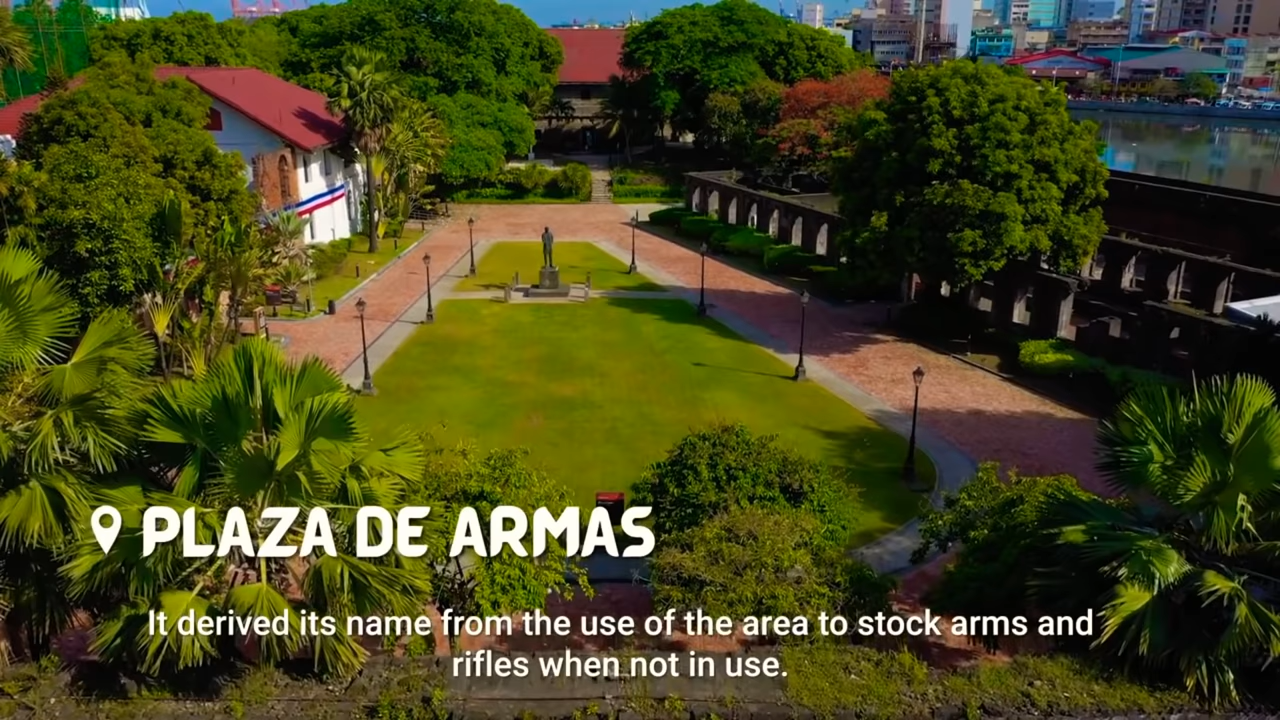 PLAZA DE ARMAS
It derived its name from the use of the area to stock arms and
rifles when not in use.